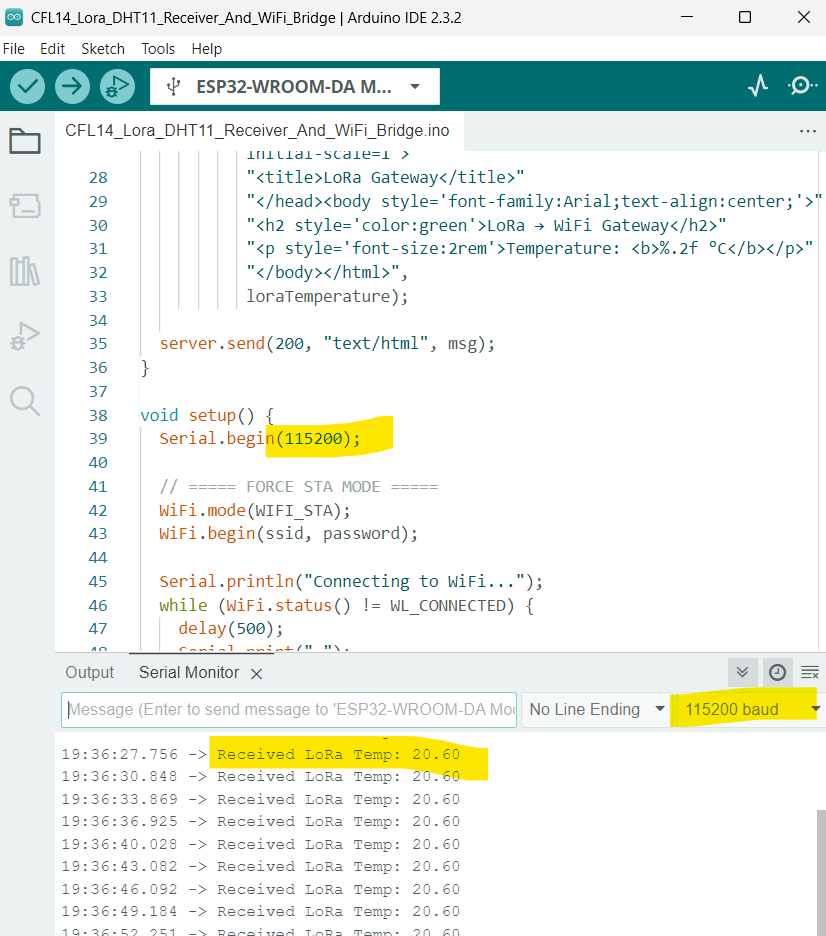 CFL14_Lora_DHT11_Receiver_And_WiFi_Bridge | Arduino IDE 2.3.2
File Edit Sketch Tools Help
ESP32-WROOM-DA M...
CFL14_Lora_DHT11_Receiver_And_WiFi_Bridge.ino
initial-scale=1'>"
28 "<title>LoRa Gateway</title>"
29 "</head><body style='font-family:Arial;text-align:center;'>"
30 "<h2 style='color:green'>LoRa → WiFi Gateway</h2>"
31 "<p style='font-size:2rem'>Temperature: <b>%.2f °C</b></p>"
32 "</body></html>",
33 loraTemperature);
34
35 server.send(200, "text/html", msg);
36 }
37
38 void setup() {
39 Serial.begin(115200);
40
41 // ===== FORCE STA MODE =====
42 WiFi.mode(WIFI_STA);
43 WiFi.begin(ssid, password);
44
45 Serial.println("Connecting to WiFi...");
46 while (WiFi.status() != WL_CONNECTED) {
47 delay(500);
48 Serial.print(".");
Output Serial Monitor
Message (Enter to send message to 'ESP32-WROOM-DA Mod
No Line Ending
115200 baud
19:36:27.756 -> Received LoRa Temp: 20.60
19:36:30.848 -> Received LoRa Temp: 20.60
19:36:33.869 -> Received LoRa Temp: 20.60
19:36:36.925 -> Received LoRa Temp: 20.60
19:36:40.028 -> Received LoRa Temp: 20.60
19:36:43.082 -> Received LoRa Temp: 20.60
19:36:46.092 -> Received LoRa Temp: 20.60
19:36:49.184 -> Received LoRa Temp: 20.60
19:36:52.251 -> Received LoRa Temp: 20.60